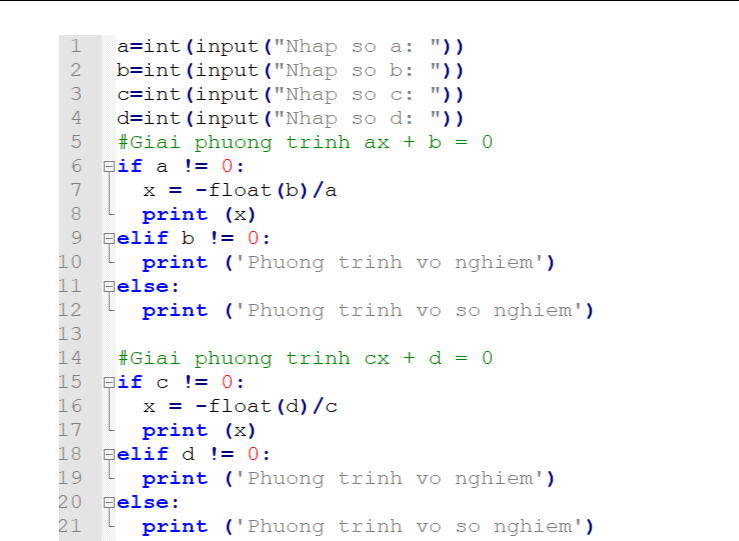 1 a=int(input("Nhap so a: "))
2 b=int(input("Nhap so b: "))
3 c=int(input("Nhap so c: "))
4 d=int(input("Nhap so d: "))
5 #Giai phuong trinh ax + b = 0
6 if a != 0:
7 x = -float(b)/a
8 print (x)
9 elif b != 0:
10 print ('Phuong trinh vo nghiem')
11 else:
12 print ('Phuong trinh vo so nghiem')
13
14 #Giai phuong trinh cx + d = 0
15 if c != 0:
16 x = -float(d)/c
17 print (x)
18 elif d != 0:
19 print ('Phuong trinh vo nghiem')
20 else:
21 print ('Phuong trinh vo so nghiem')